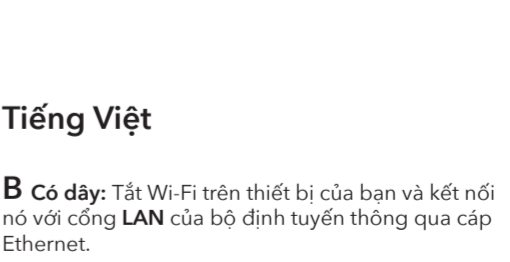 Tiếng Việt
B Có dây: Tắt Wi-Fi trên thiết bị của bạn và kết nối
nó với cổng LAN của bộ định tuyến thông qua cáp
Ethernet.